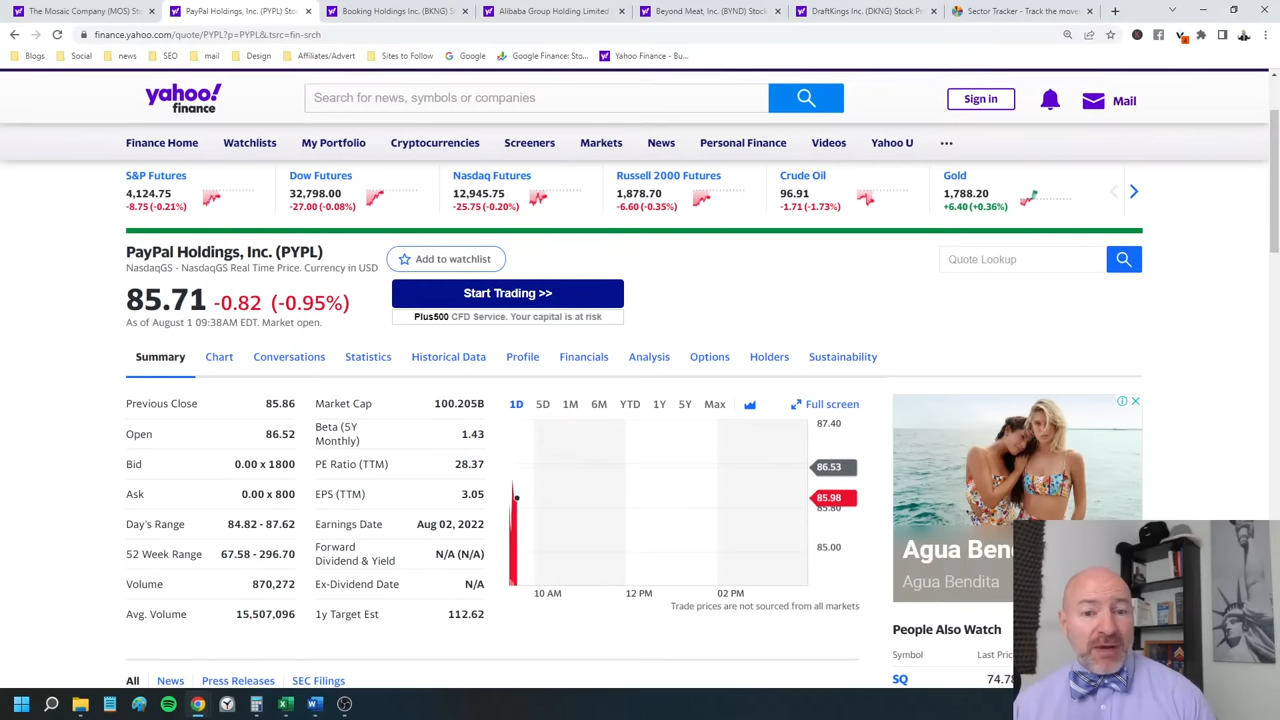 The Mosaic Company (MOS) Stoc
PayPal Holdings, Inc. (PYPL) Stoc
Booking Holdings Inc. (BKNG) S
Alibaba Group Holding Limited
Beyond Meat, Inc. (BYND) Stock
DraftKings Inc. (DKNG) Stock Pr
Sector Tracker - Track the move
finance.yahoo.com/quote/PYPL?p=PYPL&.tsrc=fin-srch
Blogs
Social
news
SEO
mail
Design
Affiliates/Advert
Sites to Follow
Google
Google Finance: Sto...
Yahoo Finance - Bu...
yahoo!
finance
Search for news, symbols or companies
Sign in
Mail
Finance Home
Watchlists
My Portfolio
Cryptocurrencies
Screeners
Markets
News
Personal Finance
Videos
Yahoo U
...
S&P Futures
4,124.75
-8.75 (-0.21%)
Dow Futures
32,798.00
-27.00 (-0.08%)
Nasdaq Futures
12,945.75
-25.75 (-0.20%)
Russell 2000 Futures
1,878.70
-6.60 (-0.35%)
Crude Oil
96.91
-1.71 (-1.73%)
Gold
1,788.20
+6.40 (+0.36%)
PayPal Holdings, Inc. (PYPL)
NasdaqGS - NasdaqGS Real Time Price. Currency in USD
Add to watchlist
Quote Lookup
85.71 -0.82 (-0.95%)
As of August 1 09:38AM EDT. Market open.
Start Trading >>
Plus500 CFD Service. Your capital is at risk
Summary
Chart
Conversations
Statistics
Historical Data
Profile
Financials
Analysis
Options
Holders
Sustainability
Previous Close 85.86
Open 86.52
Bid 0.00 x 1800
Ask 0.00 x 800
Day's Range 84.82 - 87.62
52 Week Range 67.58 - 296.70
Volume 870,272
Avg. Volume 15,507,096
Market Cap 100.205B
Beta (5Y
Monthly) 1.43
PE Ratio (TTM) 28.37
EPS (TTM) 3.05
Earnings Date Aug 02, 2022
Forward
Dividend & Yield N/A (N/A)
Ex-Dividend Date N/A
1y Target Est 112.62
1D 5D 1M 6M YTD 1Y 5Y Max
Full screen
87.40
86.53
85.98
85.80
85.00
10 AM 12 PM 02 PM
Trade prices are not sourced from all markets
Agua Ben
Agua Bendita
People Also Watch
Symbol Last Pric
SQ 74.78
All
News
Press Releases
SEC Filings